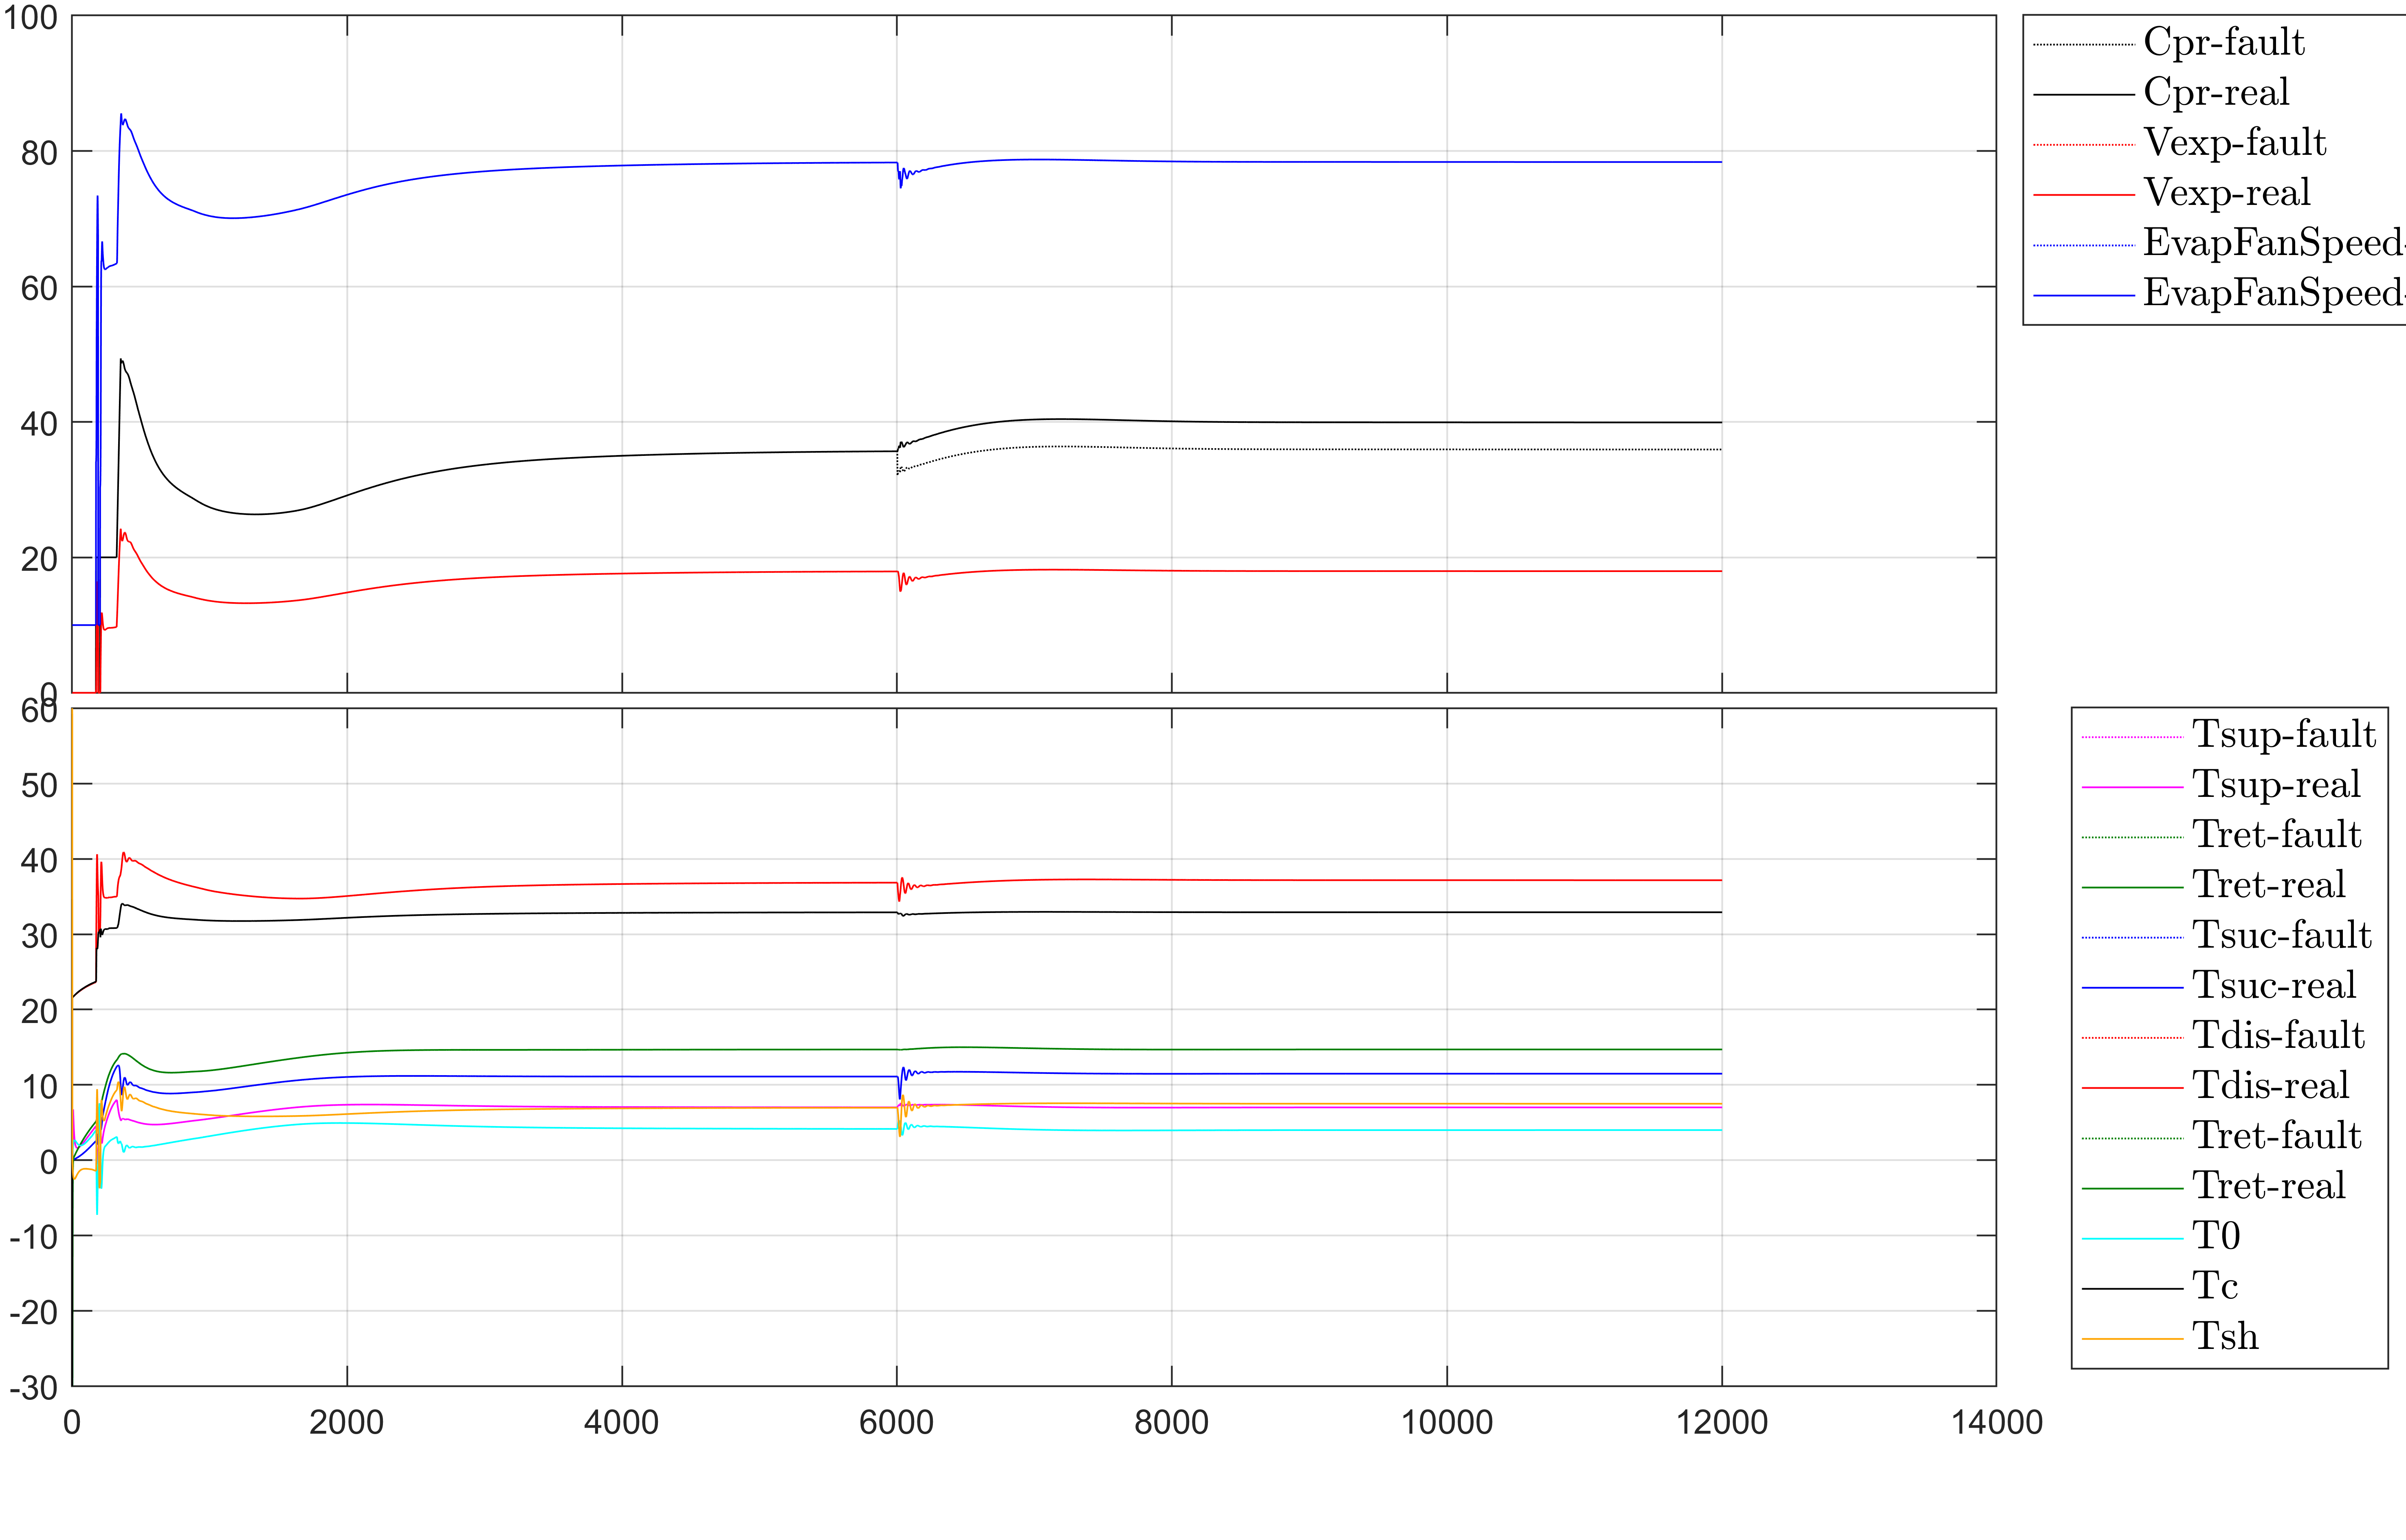 100
80
60
40
20
0
Cpr-fault
Cpr-real
Vexp-fault
Vexp-real
EvapFanSpeed-
EvapFanSpeed-
60
50
40
30
20
10
0
-10
-20
-30
0 2000 4000 6000 8000 10000 12000 14000
Tsup-fault
Tsup-real
Tret-fault
Tret-real
Tsuc-fault
Tsuc-real
Tdis-fault
Tdis-real
Tret-fault
Tret-real
T0
Tc
Tsh